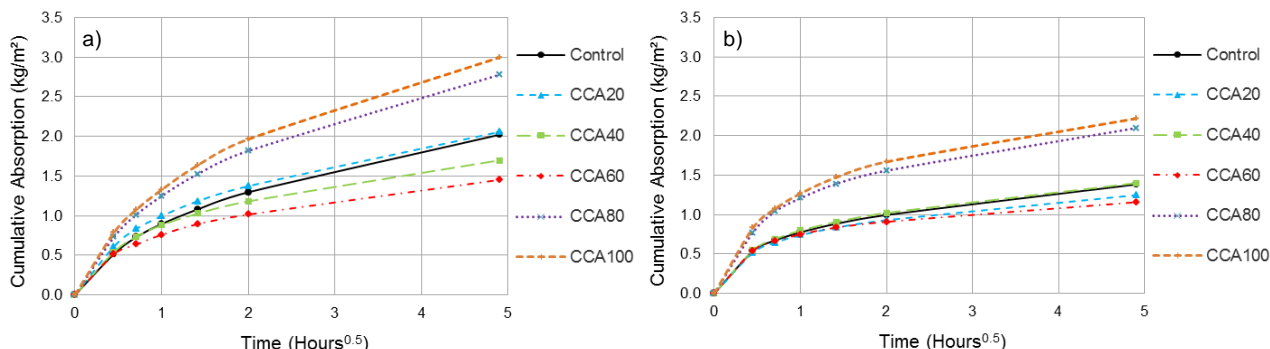 a)
Cumulative Absorption (kg/m²)
3.5
3.0
2.5
2.0
1.5
1.0
0.5
0.0
0 1 2 3 4 5
Time (Hours^0.5)
Control
CCA20
CCA40
CCA60
CCA80
CCA100
b)
Cumulative Absorption (kg/m²)
3.5
3.0
2.5
2.0
1.5
1.0
0.5
0.0
0 1 2 3 4 5
Time (Hours^0.5)
Control
CCA20
CCA40
CCA60
CCA80
CCA100